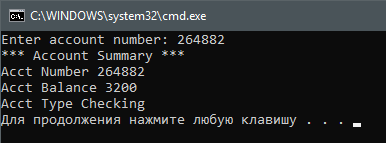 C:\WINDOWS\system32\cmd.exe
Enter account number: 264882
*** Account Summary ***
Acct Number 264882
Acct Balance 3200
Acct Type Checking
Для продолжения нажмите любую клавишу . . .